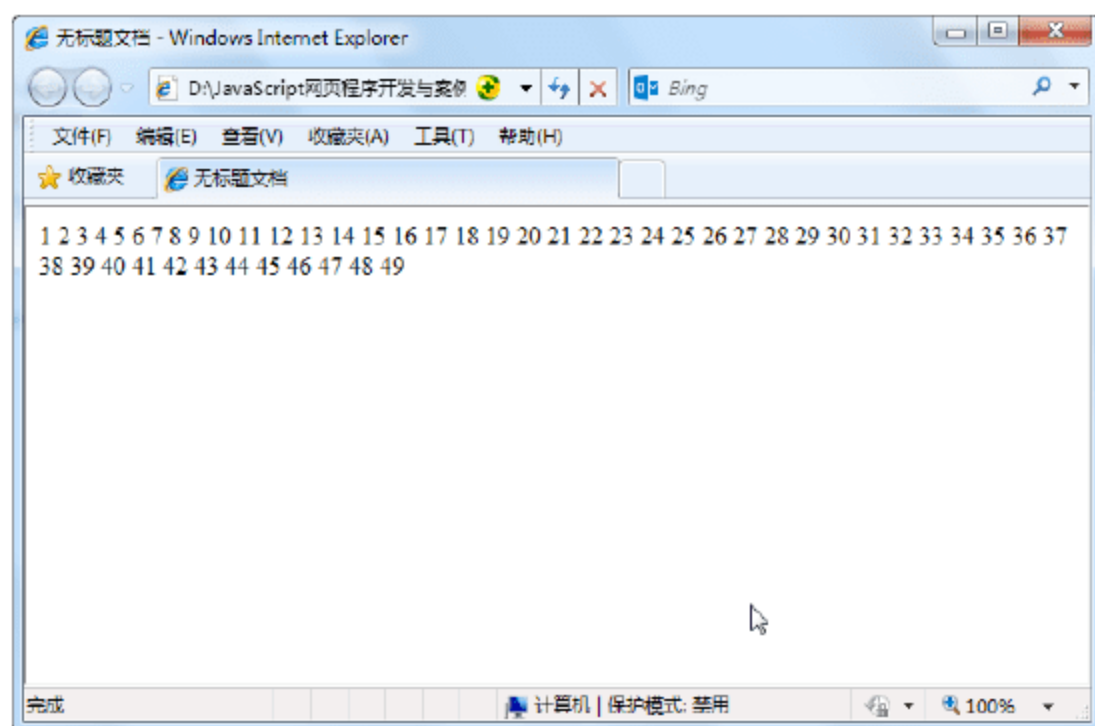 无标题文档 - Windows Internet Explorer
D:\JavaScript网页程序开发与案例
Bing
文件(F) 编辑(E) 查看(V) 收藏夹(A) 工具(T) 帮助(H)
收藏夹 无标题文档
1 2 3 4 5 6 7 8 9 10 11 12 13 14 15 16 17 18 19 20 21 22 23 24 25 26 27 28 29 30 31 32 33 34 35 36 37
38 39 40 41 42 43 44 45 46 47 48 49
完成 计算机 | 保护模式: 禁用 100%